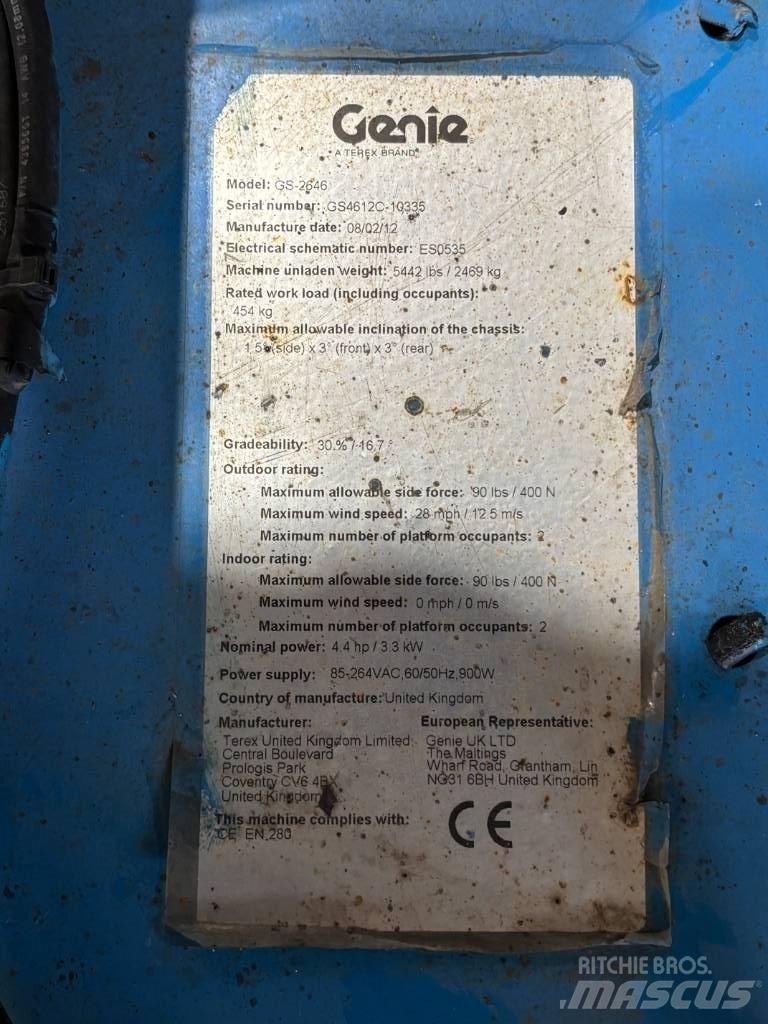 Genie
A TEREX BRAND
Model: GS-2646
Serial number: GS4612C-10335
Manufacture date: 08/02/12
Electrical schematic number: ES0535
Machine unladen weight: 5442 lbs / 2469 kg
Rated work load (including occupants):
454 kg
Maximum allowable inclination of the chassis:
1.5° (side) x 3° (front) x 3° (rear)
Gradeability: 30 % / 16.7 °
Outdoor rating:
Maximum allowable side force: 90 lbs / 400 N
Maximum wind speed: 28 mph / 12.5 m/s
Maximum number of platform occupants: 2
Indoor rating:
Maximum allowable side force: 90 lbs / 400 N
Maximum wind speed: 0 mph / 0 m/s
Maximum number of platform occupants: 2
Nominal power: 4.4 hp / 3.3 kW
Power supply: 85-264VAC,60/50Hz,900W
Country of manufacture: United Kingdom
Manufacturer:
Terex United Kingdom Limited
Central Boulevard
Prologis Park
Coventry CV6 4BX
United Kingdom
European Representative:
Genie UK LTD
The Maltings
Wharf Road, Grantham, Lin
NG31 6BH United Kingdom
This machine complies with:
CE EN 280
CE
RITCHIE BROS.
MASCUS